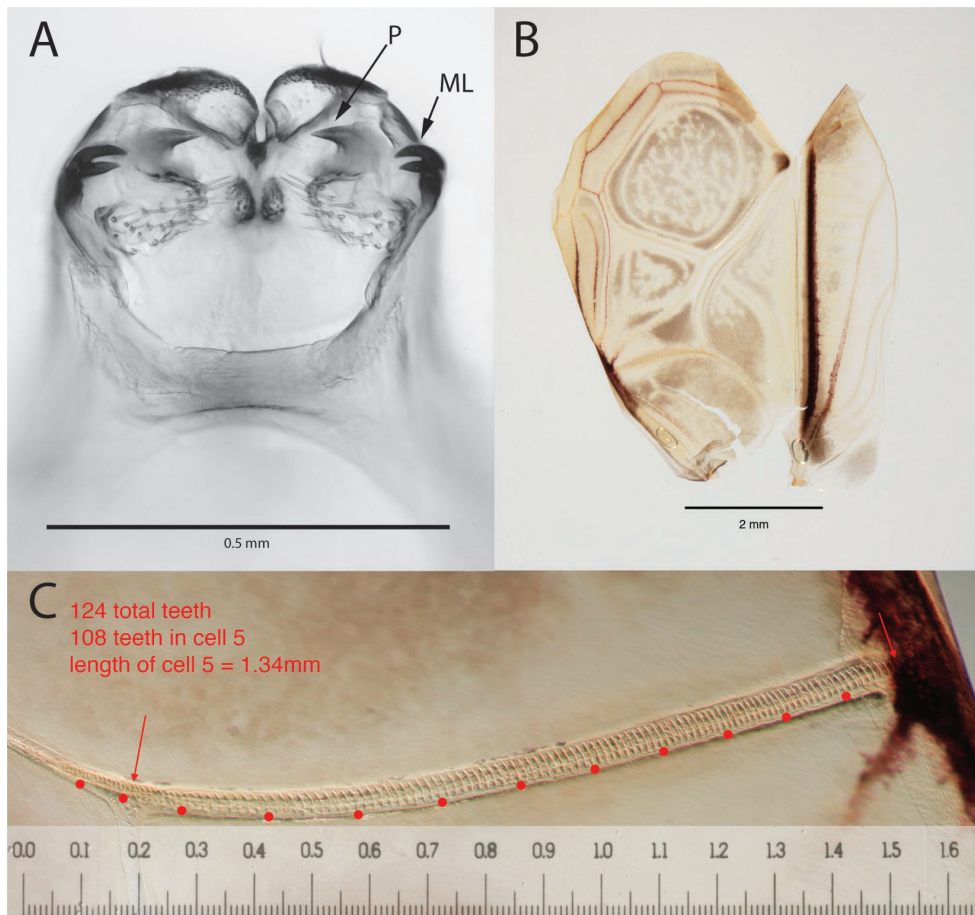 A
P
ML
0.5 mm
B
2 mm
C
124 total teeth
108 teeth in cell 5
length of cell 5 = 1.34mm
0.0 0.1 0.2 0.3 0.4 0.5 0.6 0.7 0.8 0.9 1.0 1.1 1.2 1.3 1.4 1.5 1.6